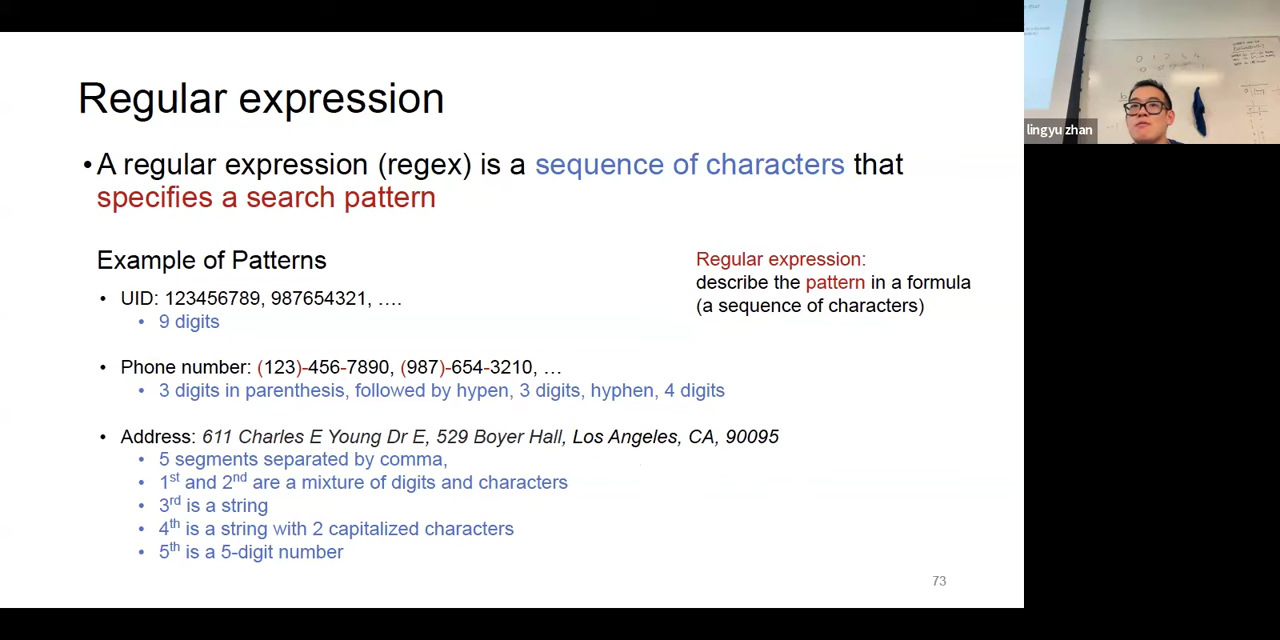 Regular expression
•A regular expression (regex) is a sequence of characters that
specifies a search pattern
Example of Patterns
• UID: 123456789, 987654321, ….
• 9 digits
Regular expression:
describe the pattern in a formula
(a sequence of characters)
• Phone number: (123)-456-7890, (987)-654-3210, …
• 3 digits in parenthesis, followed by hypen, 3 digits, hyphen, 4 digits
• Address: 611 Charles E Young Dr E, 529 Boyer Hall, Los Angeles, CA, 90095
• 5 segments separated by comma,
• 1st and 2nd are a mixture of digits and characters
• 3rd is a string
• 4th is a string with 2 capitalized characters
• 5th is a 5-digit number
73
lingyu zhan